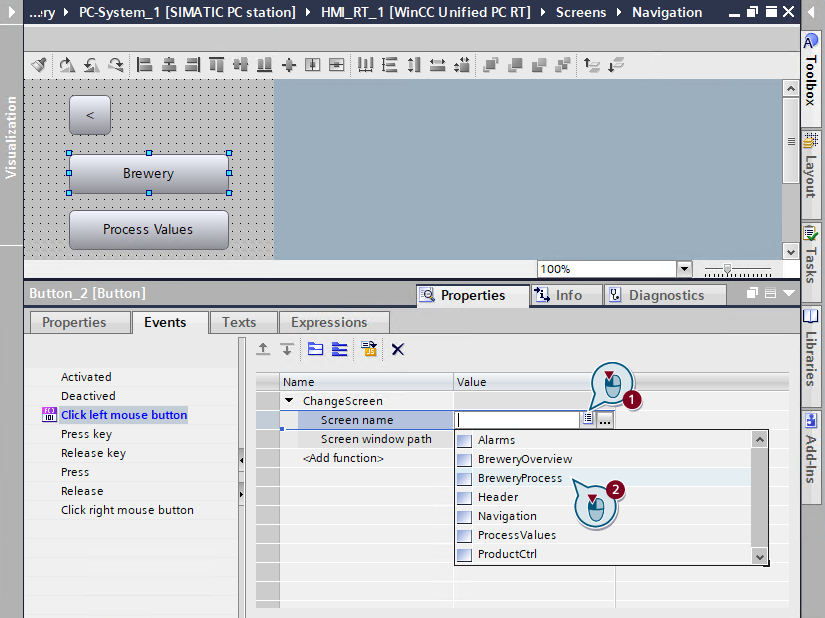 ...ry ▸ PC-System_1 [SIMATIC PC station] ▸ HMI_RT_1 [WinCC Unified PC RT] ▸ Screens ▸ Navigation
Visualization
<
Brewery
Process Values
100%
Toolbox
Layout
Tasks
Libraries
Add-Ins
Button_2 [Button]
Properties
Info
Diagnostics
Properties
Events
Texts
Expressions
Activated
Deactived
Click left mouse button
Press key
Release key
Press
Release
Click right mouse button
Name
Value
ChangeScreen
Screen name
...
Screen window path
<Add function>
Alarms
BreweryOverview
BreweryProcess
Header
Navigation
ProcessValues
ProductCtrl
1
2